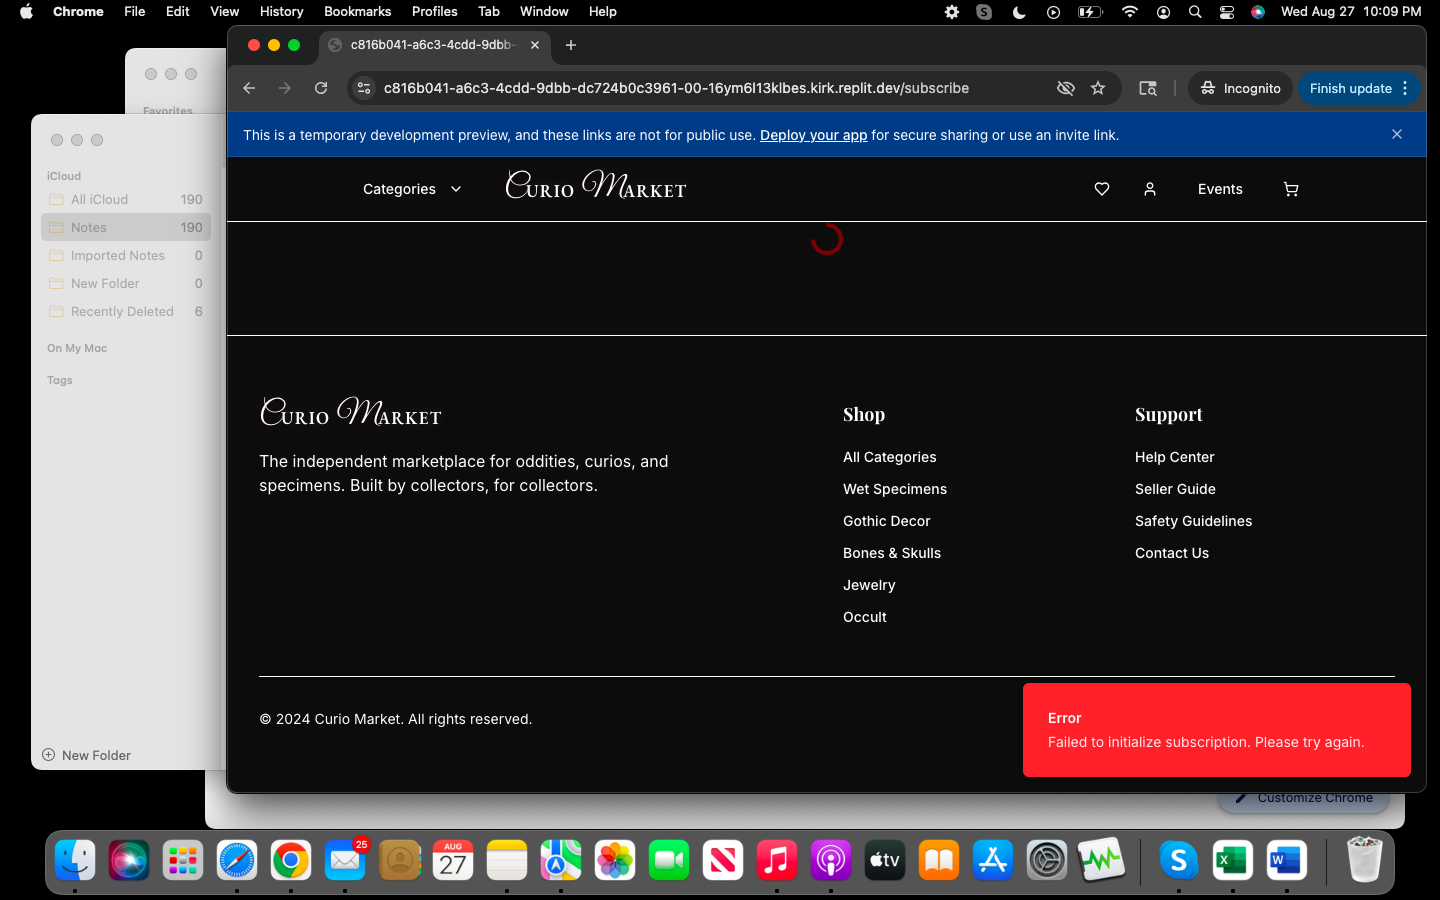 Chrome File Edit View History Bookmarks Profiles Tab Window Help Wed Aug 27 10:09 PM
c816b041-a6c3-4cdd-9dbb-
c816b041-a6c3-4cdd-9dbb-dc724b0c3961-00-16ym6l13klbes.kirk.replit.dev/subscribe
Incognito
Finish update
This is a temporary development preview, and these links are not for public use. Deploy your app for secure sharing or use an invite link.
Categories
Curio Market
Events
Favorites
iCloud
All iCloud 190
Notes 190
Imported Notes 0
New Folder 0
Recently Deleted 6
On My Mac
Tags
New Folder
Curio Market
The independent marketplace for oddities, curios, and
specimens. Built by collectors, for collectors.
Shop
All Categories
Wet Specimens
Gothic Decor
Bones & Skulls
Jewelry
Occult
Support
Help Center
Seller Guide
Safety Guidelines
Contact Us
© 2024 Curio Market. All rights reserved.
Error
Failed to initialize subscription. Please try again.
Customize Chrome
25
AUG
27
tv
S
X
W